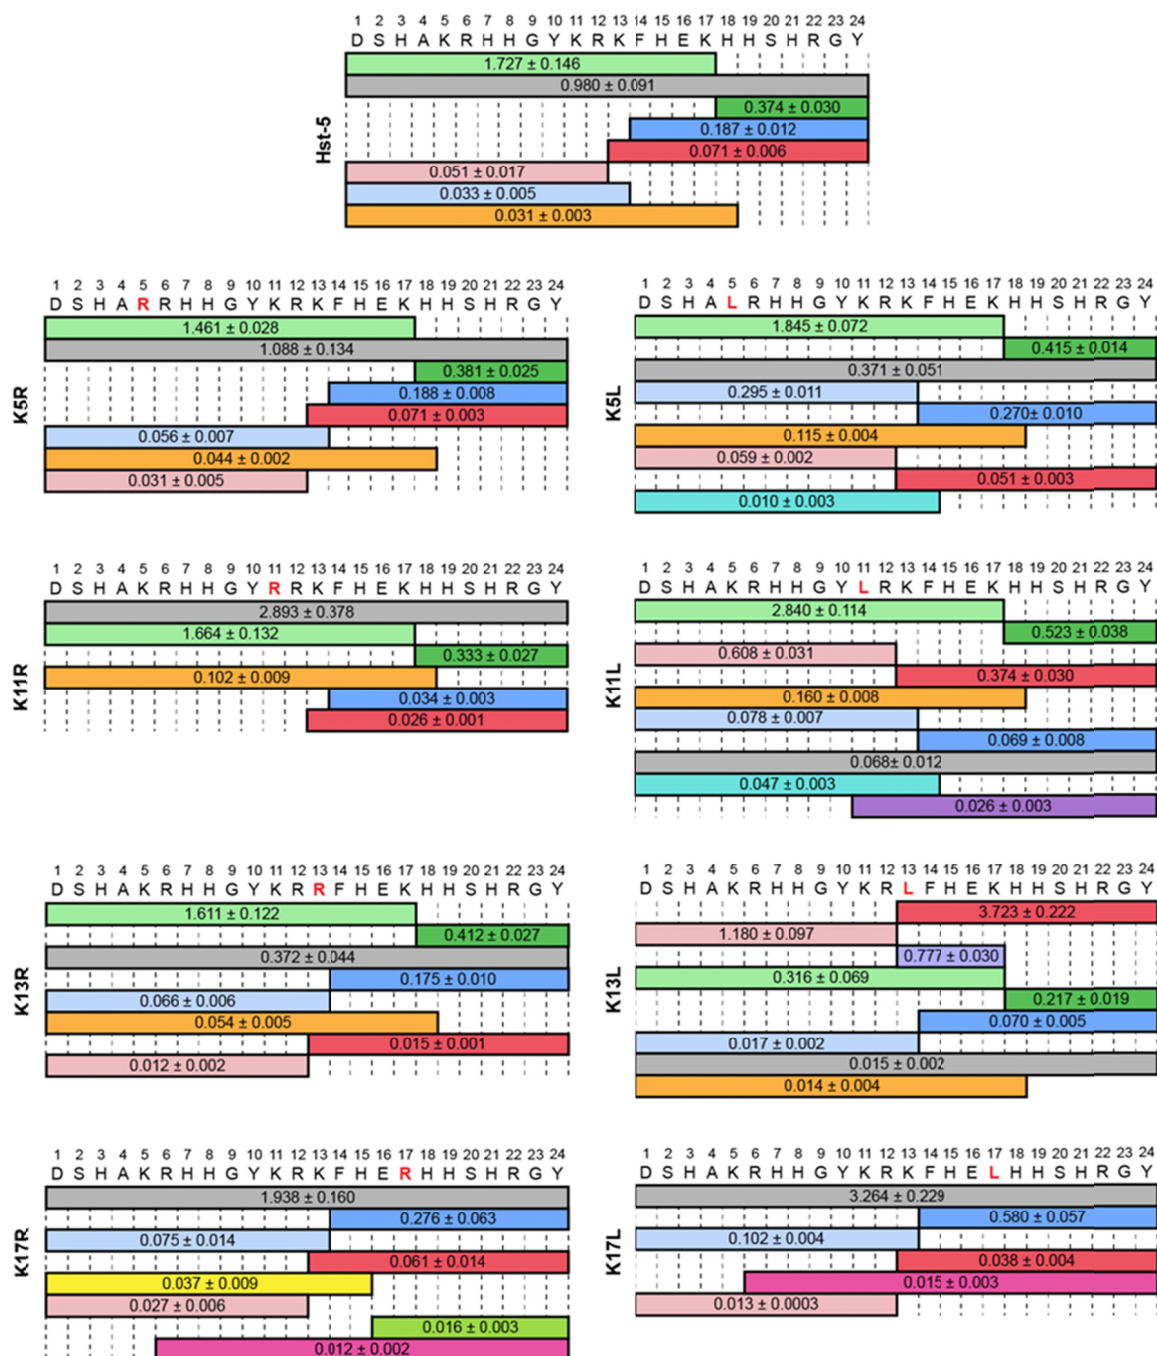 1 2 3 4 5 6 7 8 9 10 11 12 13 14 15 16 17 18 19 20 21 22 23 24
D S H A K R H H G Y K R K F H E K H H S H R G Y
Hst-5
1.727 ± 0.146
0.980 ± 0.091
0.374 ± 0.030
0.187 ± 0.012
0.071 ± 0.006
0.051 ± 0.017
0.033 ± 0.005
0.031 ± 0.003
1 2 3 4 5 6 7 8 9 10 11 12 13 14 15 16 17 18 19 20 21 22 23 24
D S H A R R H H G Y K R K F H E K H H S H R G Y
K5R
1.461 ± 0.028
1.088 ± 0.134
0.381 ± 0.025
0.188 ± 0.008
0.071 ± 0.003
0.056 ± 0.007
0.044 ± 0.002
0.031 ± 0.005
1 2 3 4 5 6 7 8 9 10 11 12 13 14 15 16 17 18 19 20 21 22 23 24
D S H A L R H H G Y K R K F H E K H H S H R G Y
K5L
1.845 ± 0.072
0.415 ± 0.014
0.371 ± 0.051
0.295 ± 0.011
0.270± 0.010
0.115 ± 0.004
0.059 ± 0.002
0.051 ± 0.003
0.010 ± 0.003
1 2 3 4 5 6 7 8 9 10 11 12 13 14 15 16 17 18 19 20 21 22 23 24
D S H A K R H H G Y R R K F H E K H H S H R G Y
K11R
2.893 ± 0.378
1.664 ± 0.132
0.333 ± 0.027
0.102 ± 0.009
0.034 ± 0.003
0.026 ± 0.001
1 2 3 4 5 6 7 8 9 10 11 12 13 14 15 16 17 18 19 20 21 22 23 24
D S H A K R H H G Y L R K F H E K H H S H R G Y
K11L
2.840 ± 0.114
0.523 ± 0.038
0.608 ± 0.031
0.374 ± 0.030
0.160 ± 0.008
0.078 ± 0.007
0.069 ± 0.008
0.068± 0.012
0.047 ± 0.003
0.026 ± 0.003
1 2 3 4 5 6 7 8 9 10 11 12 13 14 15 16 17 18 19 20 21 22 23 24
D S H A K R H H G Y K R R F H E K H H S H R G Y
K13R
1.611 ± 0.122
0.412 ± 0.027
0.372 ± 0.044
0.175 ± 0.010
0.066 ± 0.006
0.054 ± 0.005
0.015 ± 0.001
0.012 ± 0.002
1 2 3 4 5 6 7 8 9 10 11 12 13 14 15 16 17 18 19 20 21 22 23 24
D S H A K R H H G Y K R L F H E K H H S H R G Y
K13L
3.723 ± 0.222
1.180 ± 0.097
0.777 ± 0.030
0.316 ± 0.069
0.217 ± 0.019
0.070 ± 0.005
0.017 ± 0.002
0.015 ± 0.002
0.014 ± 0.004
1 2 3 4 5 6 7 8 9 10 11 12 13 14 15 16 17 18 19 20 21 22 23 24
D S H A K R H H G Y K R K F H E R H H S H R G Y
K17R
1.938 ± 0.160
0.276 ± 0.063
0.075 ± 0.014
0.061 ± 0.014
0.037 ± 0.009
0.027 ± 0.006
0.016 ± 0.003
0.012 ± 0.002
1 2 3 4 5 6 7 8 9 10 11 12 13 14 15 16 17 18 19 20 21 22 23 24
D S H A K R H H G Y K R K F H E L H H S H R G Y
K17L
3.264 ± 0.229
0.580 ± 0.057
0.102 ± 0.004
0.038 ± 0.004
0.015 ± 0.003
0.013 ± 0.0003